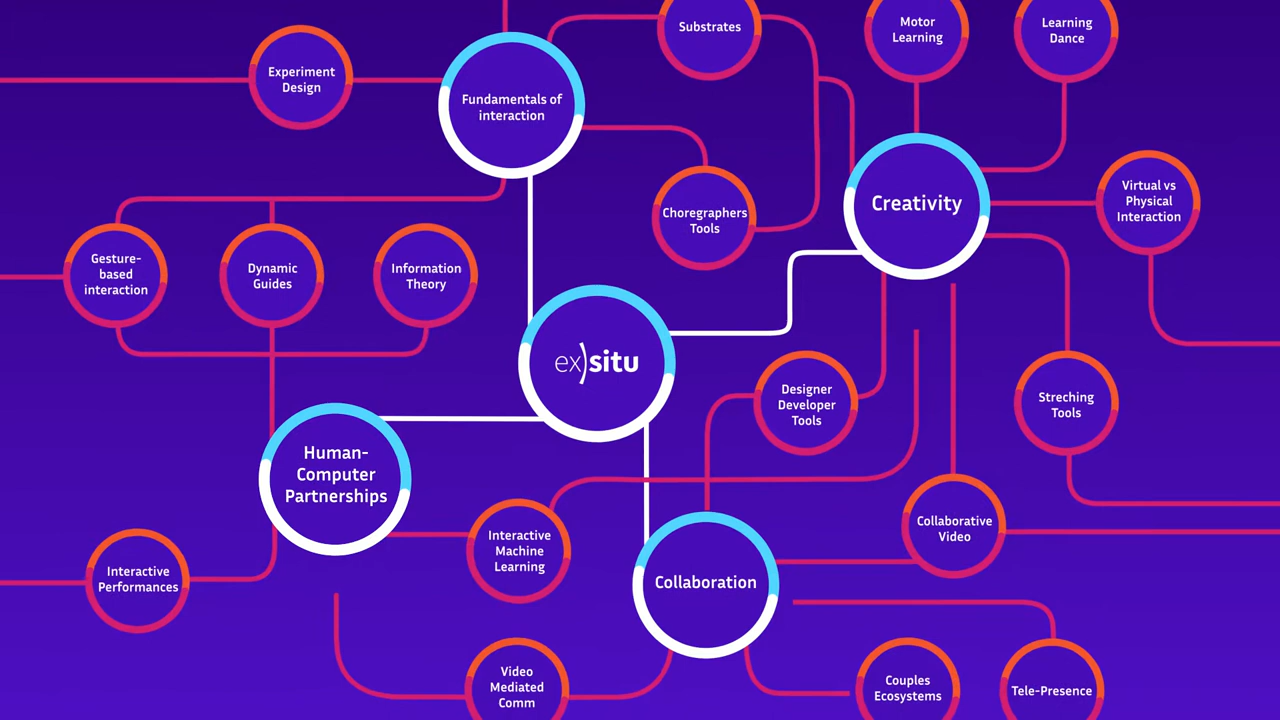 Substrates
Motor
Learning
Learning
Dance
Experiment
Design
Fundamentals of
interaction
Choregraphers
Tools
Creativity
Virtual vs
Physical
Interaction
Gesture-
based
interaction
Dynamic
Guides
Information
Theory
ex)situ
Designer
Developer
Tools
Streching
Tools
Human-
Computer
Partnerships
Interactive
Machine
Learning
Collaborative
Video
Interactive
Performances
Collaboration
Video
Mediated
Comm
Couples
Ecosystems
Tele-Presence